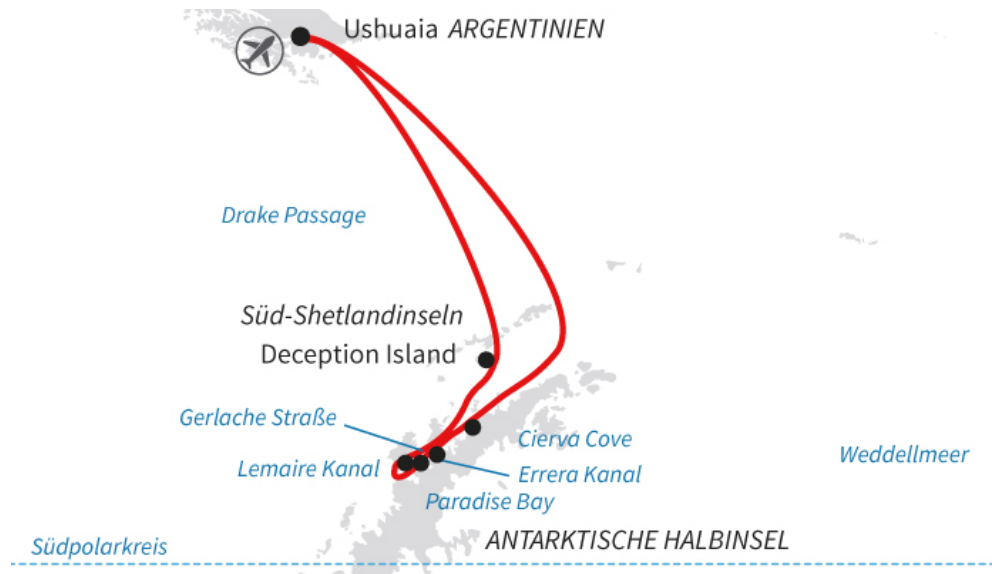 Ushuaia ARGENTINIEN
Drake Passage
Süd-Shetlandinseln
Deception Island
Gerlache Straße
Cierva Cove
Weddellmeer
Lemaire Kanal
Errera Kanal
Paradise Bay
ANTARKTISCHE HALBINSEL
Südpolarkreis